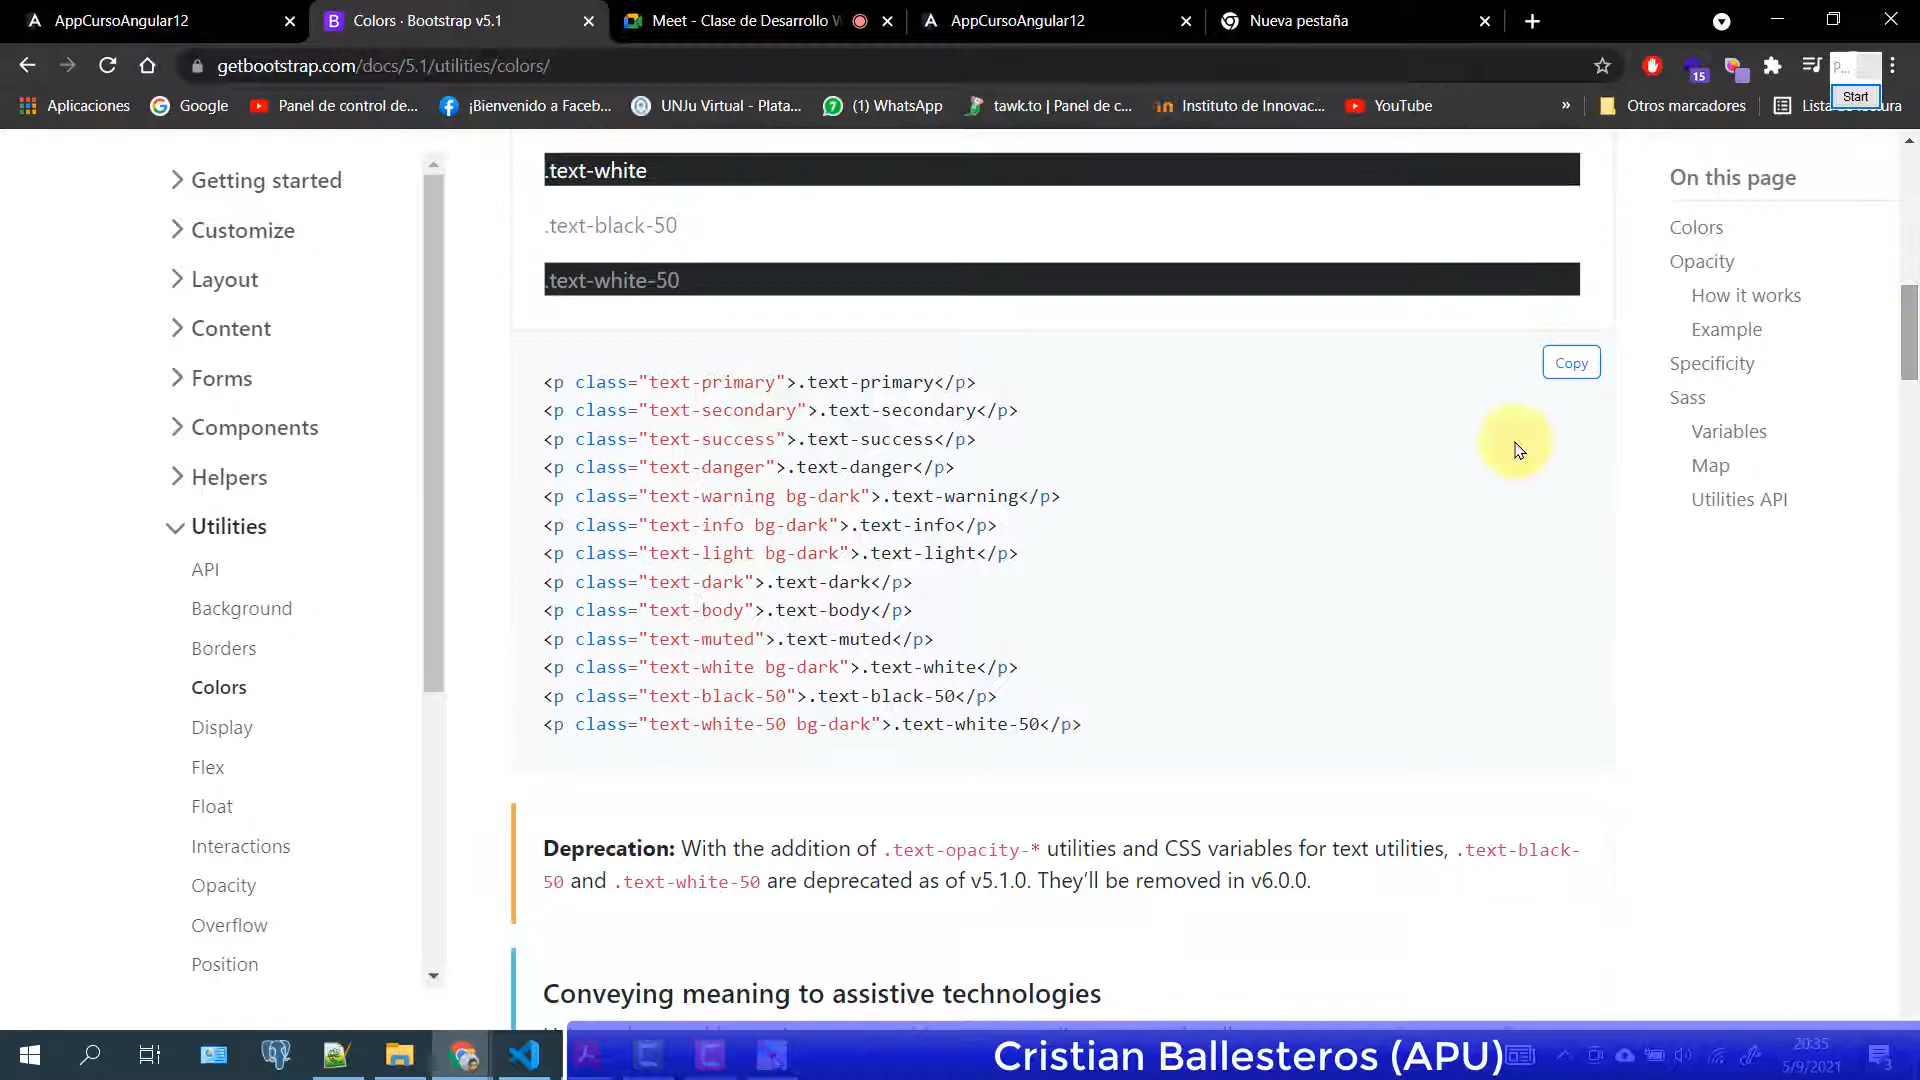 AppCursoAngular12
Colors · Bootstrap v5.1
Meet - Clase de Desarrollo W
AppCursoAngular12
Nueva pestaña
getbootstrap.com/docs/5.1/utilities/colors/
15
P...
Start
Aplicaciones
Google
Panel de control de...
¡Bienvenido a Faceb...
UNJu Virtual - Plata...
(1) WhatsApp
tawk.to | Panel de c...
Instituto de Innovac...
YouTube
»
Otros marcadores
Getting started
Customize
Layout
Content
Forms
Components
Helpers
Utilities
API
Background
Borders
Colors
Display
Flex
Float
Interactions
Opacity
Overflow
Position
.text-white
.text-black-50
.text-white-50
Copy
<p class="text-primary">.text-primary</p>
<p class="text-secondary">.text-secondary</p>
<p class="text-success">.text-success</p>
<p class="text-danger">.text-danger</p>
<p class="text-warning bg-dark">.text-warning</p>
<p class="text-info bg-dark">.text-info</p>
<p class="text-light bg-dark">.text-light</p>
<p class="text-dark">.text-dark</p>
<p class="text-body">.text-body</p>
<p class="text-muted">.text-muted</p>
<p class="text-white bg-dark">.text-white</p>
<p class="text-black-50">.text-black-50</p>
<p class="text-white-50 bg-dark">.text-white-50</p>
Deprecation: With the addition of .text-opacity-* utilities and CSS variables for text utilities, .text-black-
50 and .text-white-50 are deprecated as of v5.1.0. They’ll be removed in v6.0.0.
Conveying meaning to assistive technologies
On this page
Colors
Opacity
How it works
Example
Specificity
Sass
Variables
Map
Utilities API
Cristian Ballesteros (APU)
20:35
5/9/2021
3